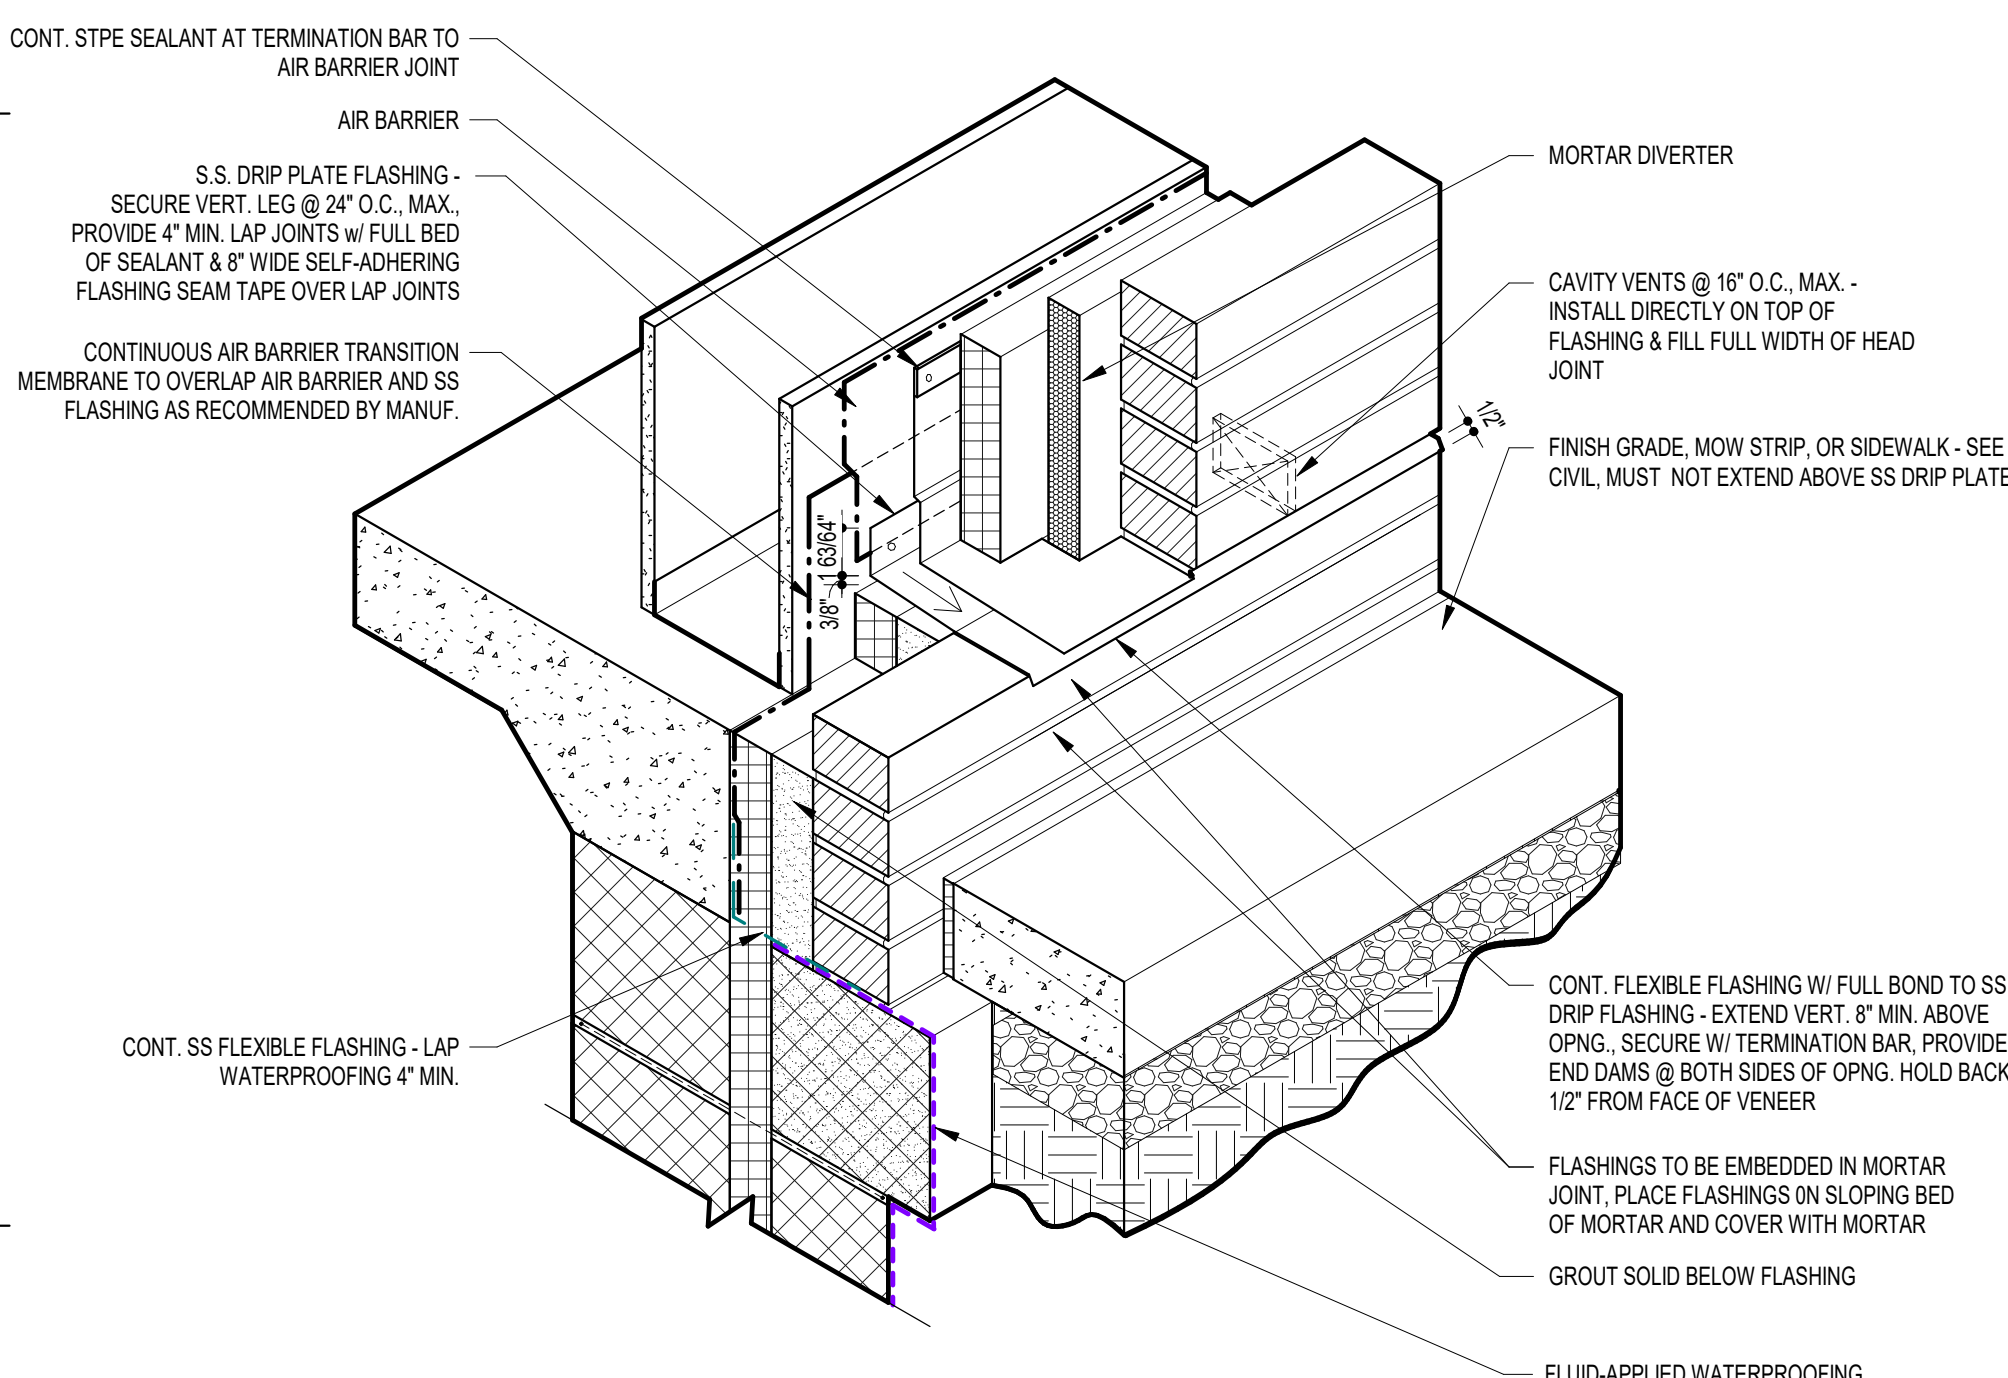 CONT. STPE SEALANT AT TERMINATION BAR TO
AIR BARRIER JOINT
AIR BARRIER
S.S. DRIP PLATE FLASHING -
SECURE VERT. LEG @ 24" O.C., MAX.,
PROVIDE 4" MIN. LAP JOINTS w/ FULL BED
OF SEALANT & 8" WIDE SELF-ADHERING
FLASHING SEAM TAPE OVER LAP JOINTS
CONTINUOUS AIR BARRIER TRANSITION
MEMBRANE TO OVERLAP AIR BARRIER AND SS
FLASHING AS RECOMMENDED BY MANUF.
CONT. SS FLEXIBLE FLASHING - LAP
WATERPROOFING 4" MIN.
1 63/64"
3/8"
1/2"
MORTAR DIVERTER
CAVITY VENTS @ 16" O.C., MAX. -
INSTALL DIRECTLY ON TOP OF
FLASHING & FILL FULL WIDTH OF HEAD
JOINT
FINISH GRADE, MOW STRIP, OR SIDEWALK - SEE
CIVIL, MUST NOT EXTEND ABOVE SS DRIP PLATE
CONT. FLEXIBLE FLASHING W/ FULL BOND TO SS
DRIP FLASHING - EXTEND VERT. 8" MIN. ABOVE
OPNG., SECURE W/ TERMINATION BAR, PROVIDE
END DAMS @ BOTH SIDES OF OPNG. HOLD BACK
1/2" FROM FACE OF VENEER
FLASHINGS TO BE EMBEDDED IN MORTAR
JOINT, PLACE FLASHINGS 0N SLOPING BED
OF MORTAR AND COVER WITH MORTAR
GROUT SOLID BELOW FLASHING
FLUID-APPLIED WATERPROOFING